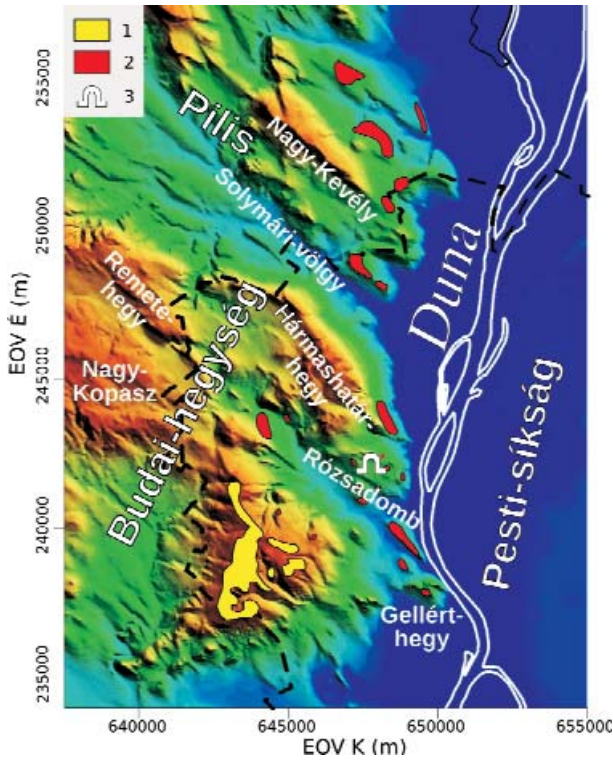 1
2
3
Pilis
Nagy-Kevély
Solymári-völgy
Remete-
hegy
Nagy-
Kopasz
Budai-hegység
Hármashatár-
hegy
Rózsadomb
Duna
Pesti-síkság
Gellért-
hegy
EOV É (m)
255000
250000
245000
240000
235000
640000
645000
650000
655000
EOV K (m)